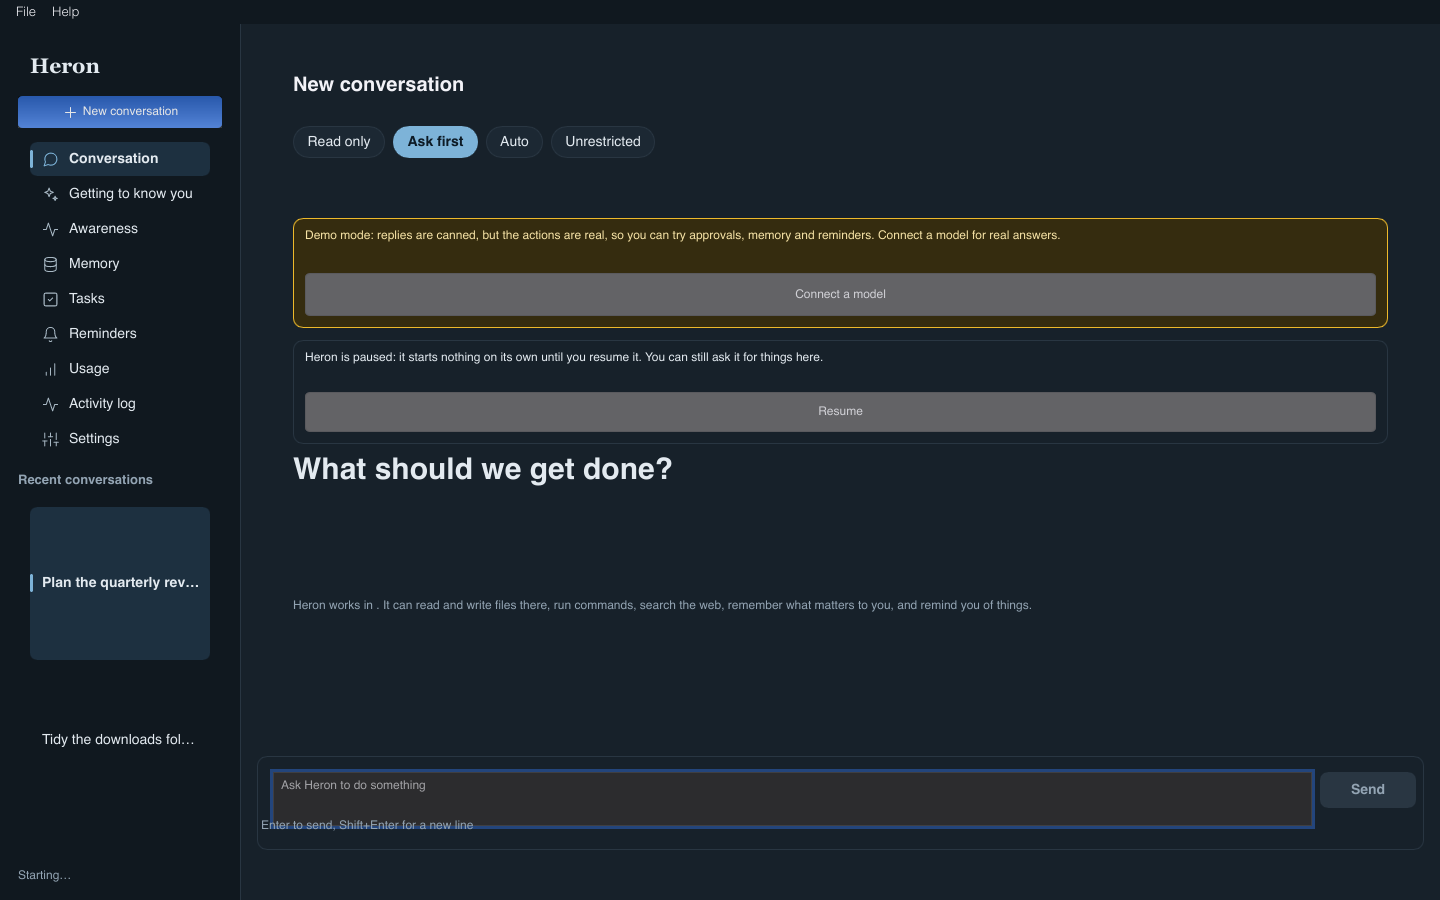 File Help
Heron
New conversation
Conversation
Getting to know you
Awareness
Memory
Tasks
Reminders
Usage
Activity log
Settings
Recent conversations
Plan the quarterly rev…
Tidy the downloads fol…
Starting…
New conversation
Read only Ask first Auto Unrestricted
Demo mode: replies are canned, but the actions are real, so you can try approvals, memory and reminders. Connect a model for real answers.
Connect a model
Heron is paused: it starts nothing on its own until you resume it. You can still ask it for things here.
Resume
What should we get done?
Heron works in . It can read and write files there, run commands, search the web, remember what matters to you, and remind you of things.
Ask Heron to do something
Send
Enter to send, Shift+Enter for a new line